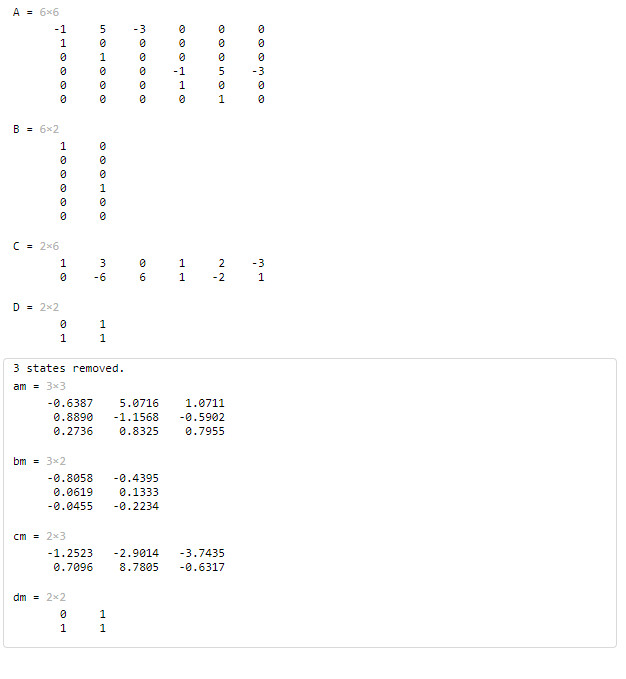 A = 6×6
-1 5 -3 0 0 0
1 0 0 0 0 0
0 1 0 0 0 0
0 0 0 -1 5 -3
0 0 0 1 0 0
0 0 0 0 1 0
B = 6×2
1 0
0 0
0 0
0 1
0 0
0 0
C = 2×6
1 3 0 1 2 -3
0 -6 6 1 -2 1
D = 2×2
0 1
1 1
3 states removed.
am = 3×3
-0.6387 5.0716 1.0711
0.8890 -1.1568 -0.5902
0.2736 0.8325 0.7955
bm = 3×2
-0.8058 -0.4395
0.0619 0.1333
-0.0455 -0.2234
cm = 2×3
-1.2523 -2.9014 -3.7435
0.7096 8.7805 -0.6317
dm = 2×2
0 1
1 1